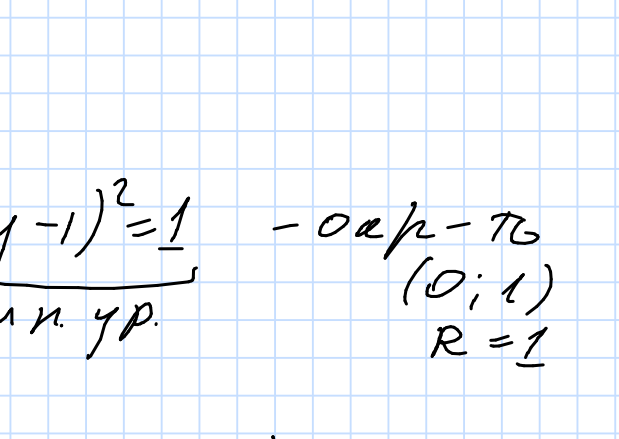 y-1)² = 1 - окр-ть
(0; 1)
п. ур.
R = 1